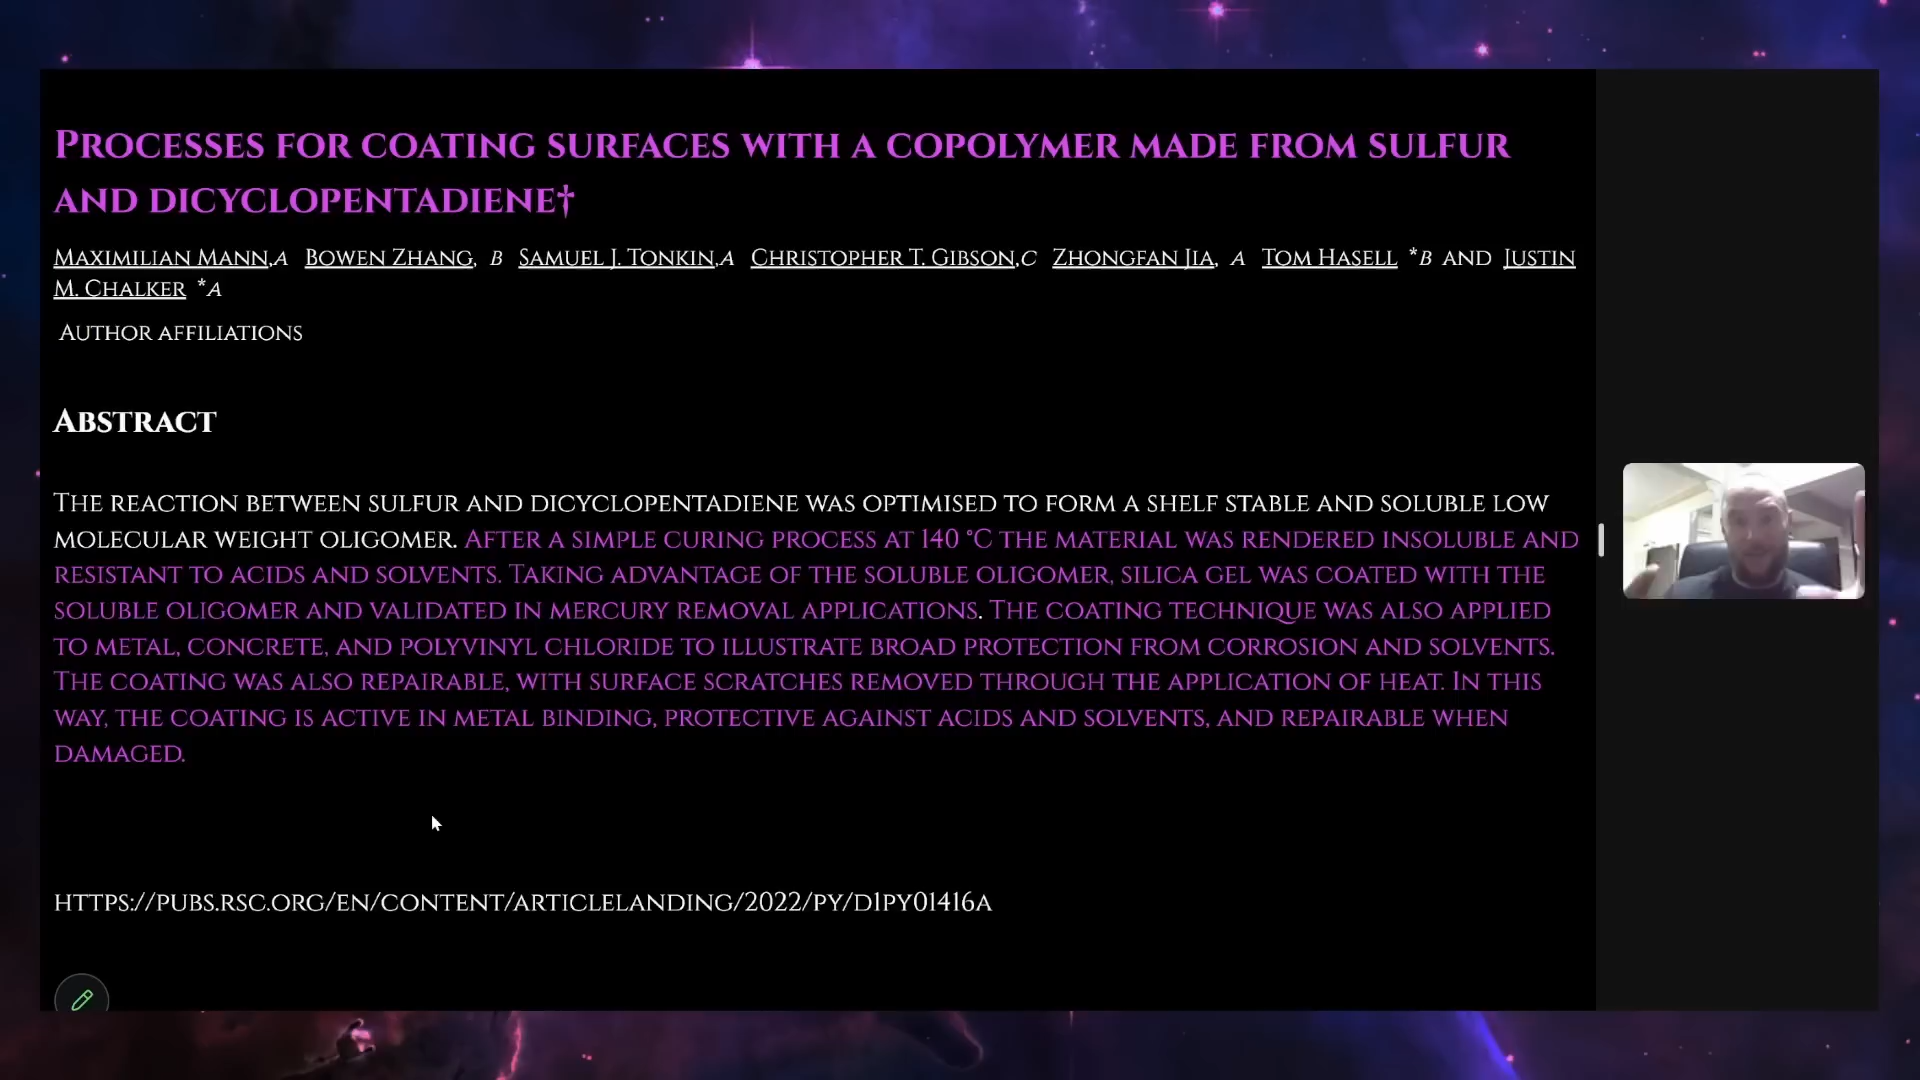 Processes for coating surfaces with a copolymer made from sulfur
and dicyclopentadiene†
Maximilian Mann,a Bowen Zhang, b Samuel J. Tonkin,a Christopher T. Gibson,c Zhongfan Jia, a Tom Hasell *b and Justin
M. Chalker *a
Author affiliations
Abstract
The reaction between sulfur and dicyclopentadiene was optimised to form a shelf stable and soluble low
molecular weight oligomer. After a simple curing process at 140 °C the material was rendered insoluble and
resistant to acids and solvents. Taking advantage of the soluble oligomer, silica gel was coated with the
soluble oligomer and validated in mercury removal applications. The coating technique was also applied
to metal, concrete, and polyvinyl chloride to illustrate broad protection from corrosion and solvents.
The coating was also repairable, with surface scratches removed through the application of heat. In this
way, the coating is active in metal binding, protective against acids and solvents, and repairable when
damaged.
https://pubs.rsc.org/en/content/articlelanding/2022/py/d1py01416a